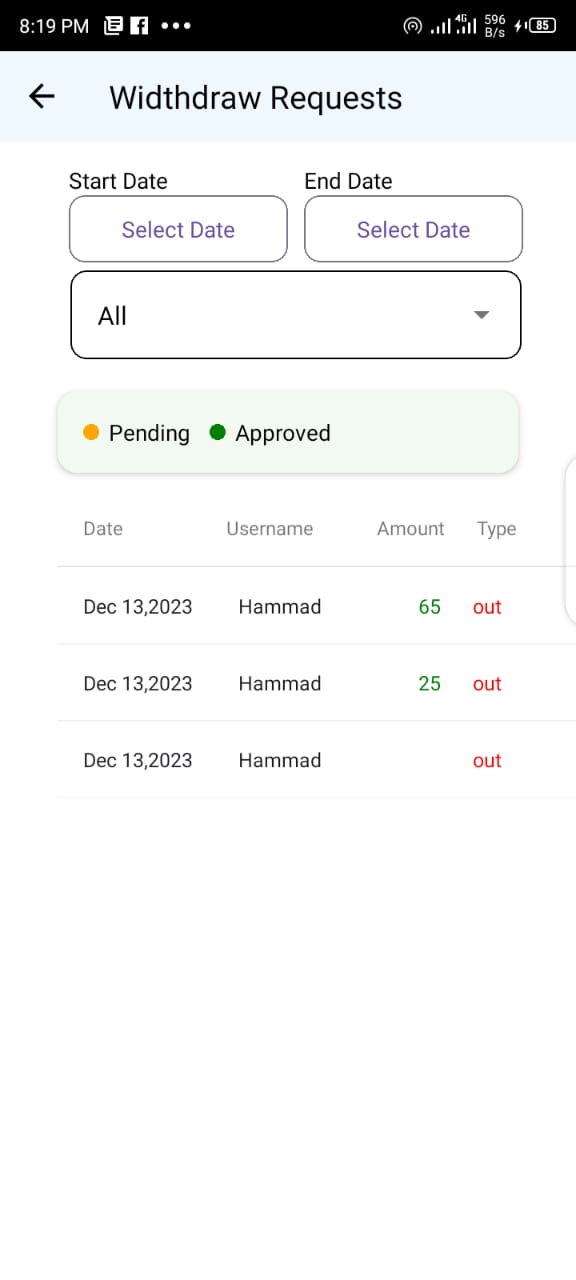 8:19 PM 4G 596 B/s 85
Widthdraw Requests
Start Date End Date
Select Date Select Date
All
Pending Approved
Date Username Amount Type
Dec 13,2023 Hammad 65 out
Dec 13,2023 Hammad 25 out
Dec 13,2023 Hammad out